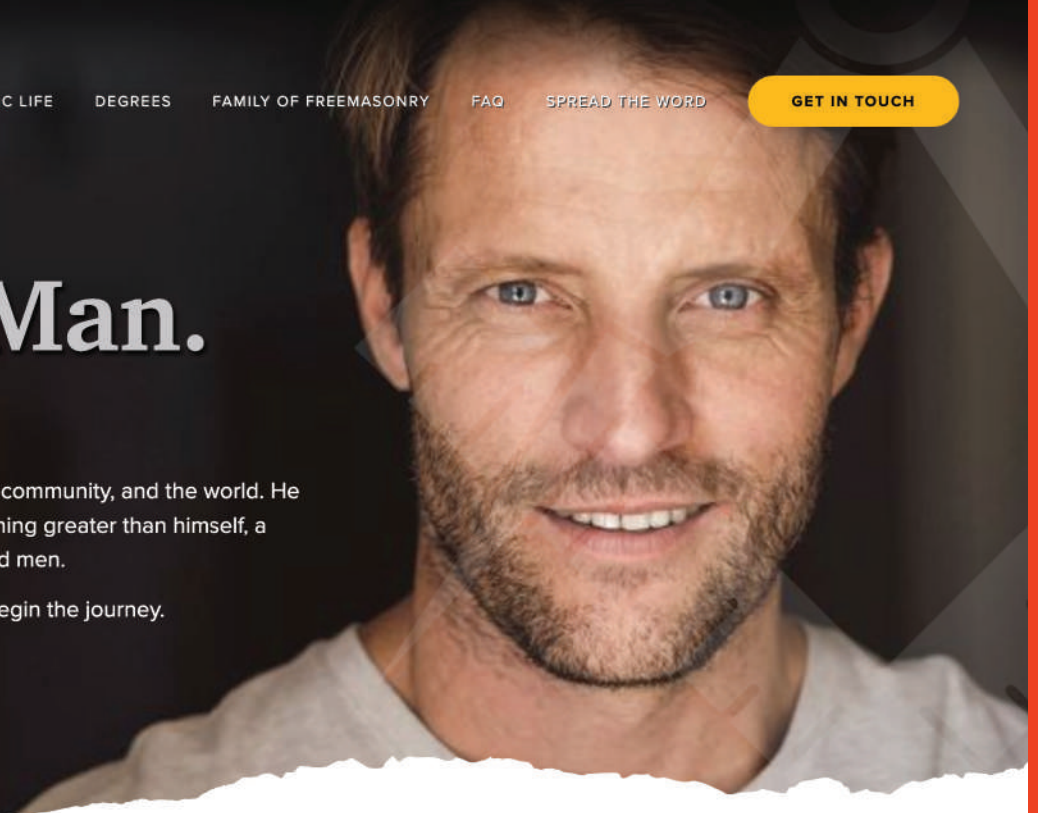 C LIFE DEGREES FAMILY OF FREEMASONRY FAQ SPREAD THE WORD GET IN TOUCH
Man.
community, and the world. He
ning greater than himself, a
d men.
egin the journey.